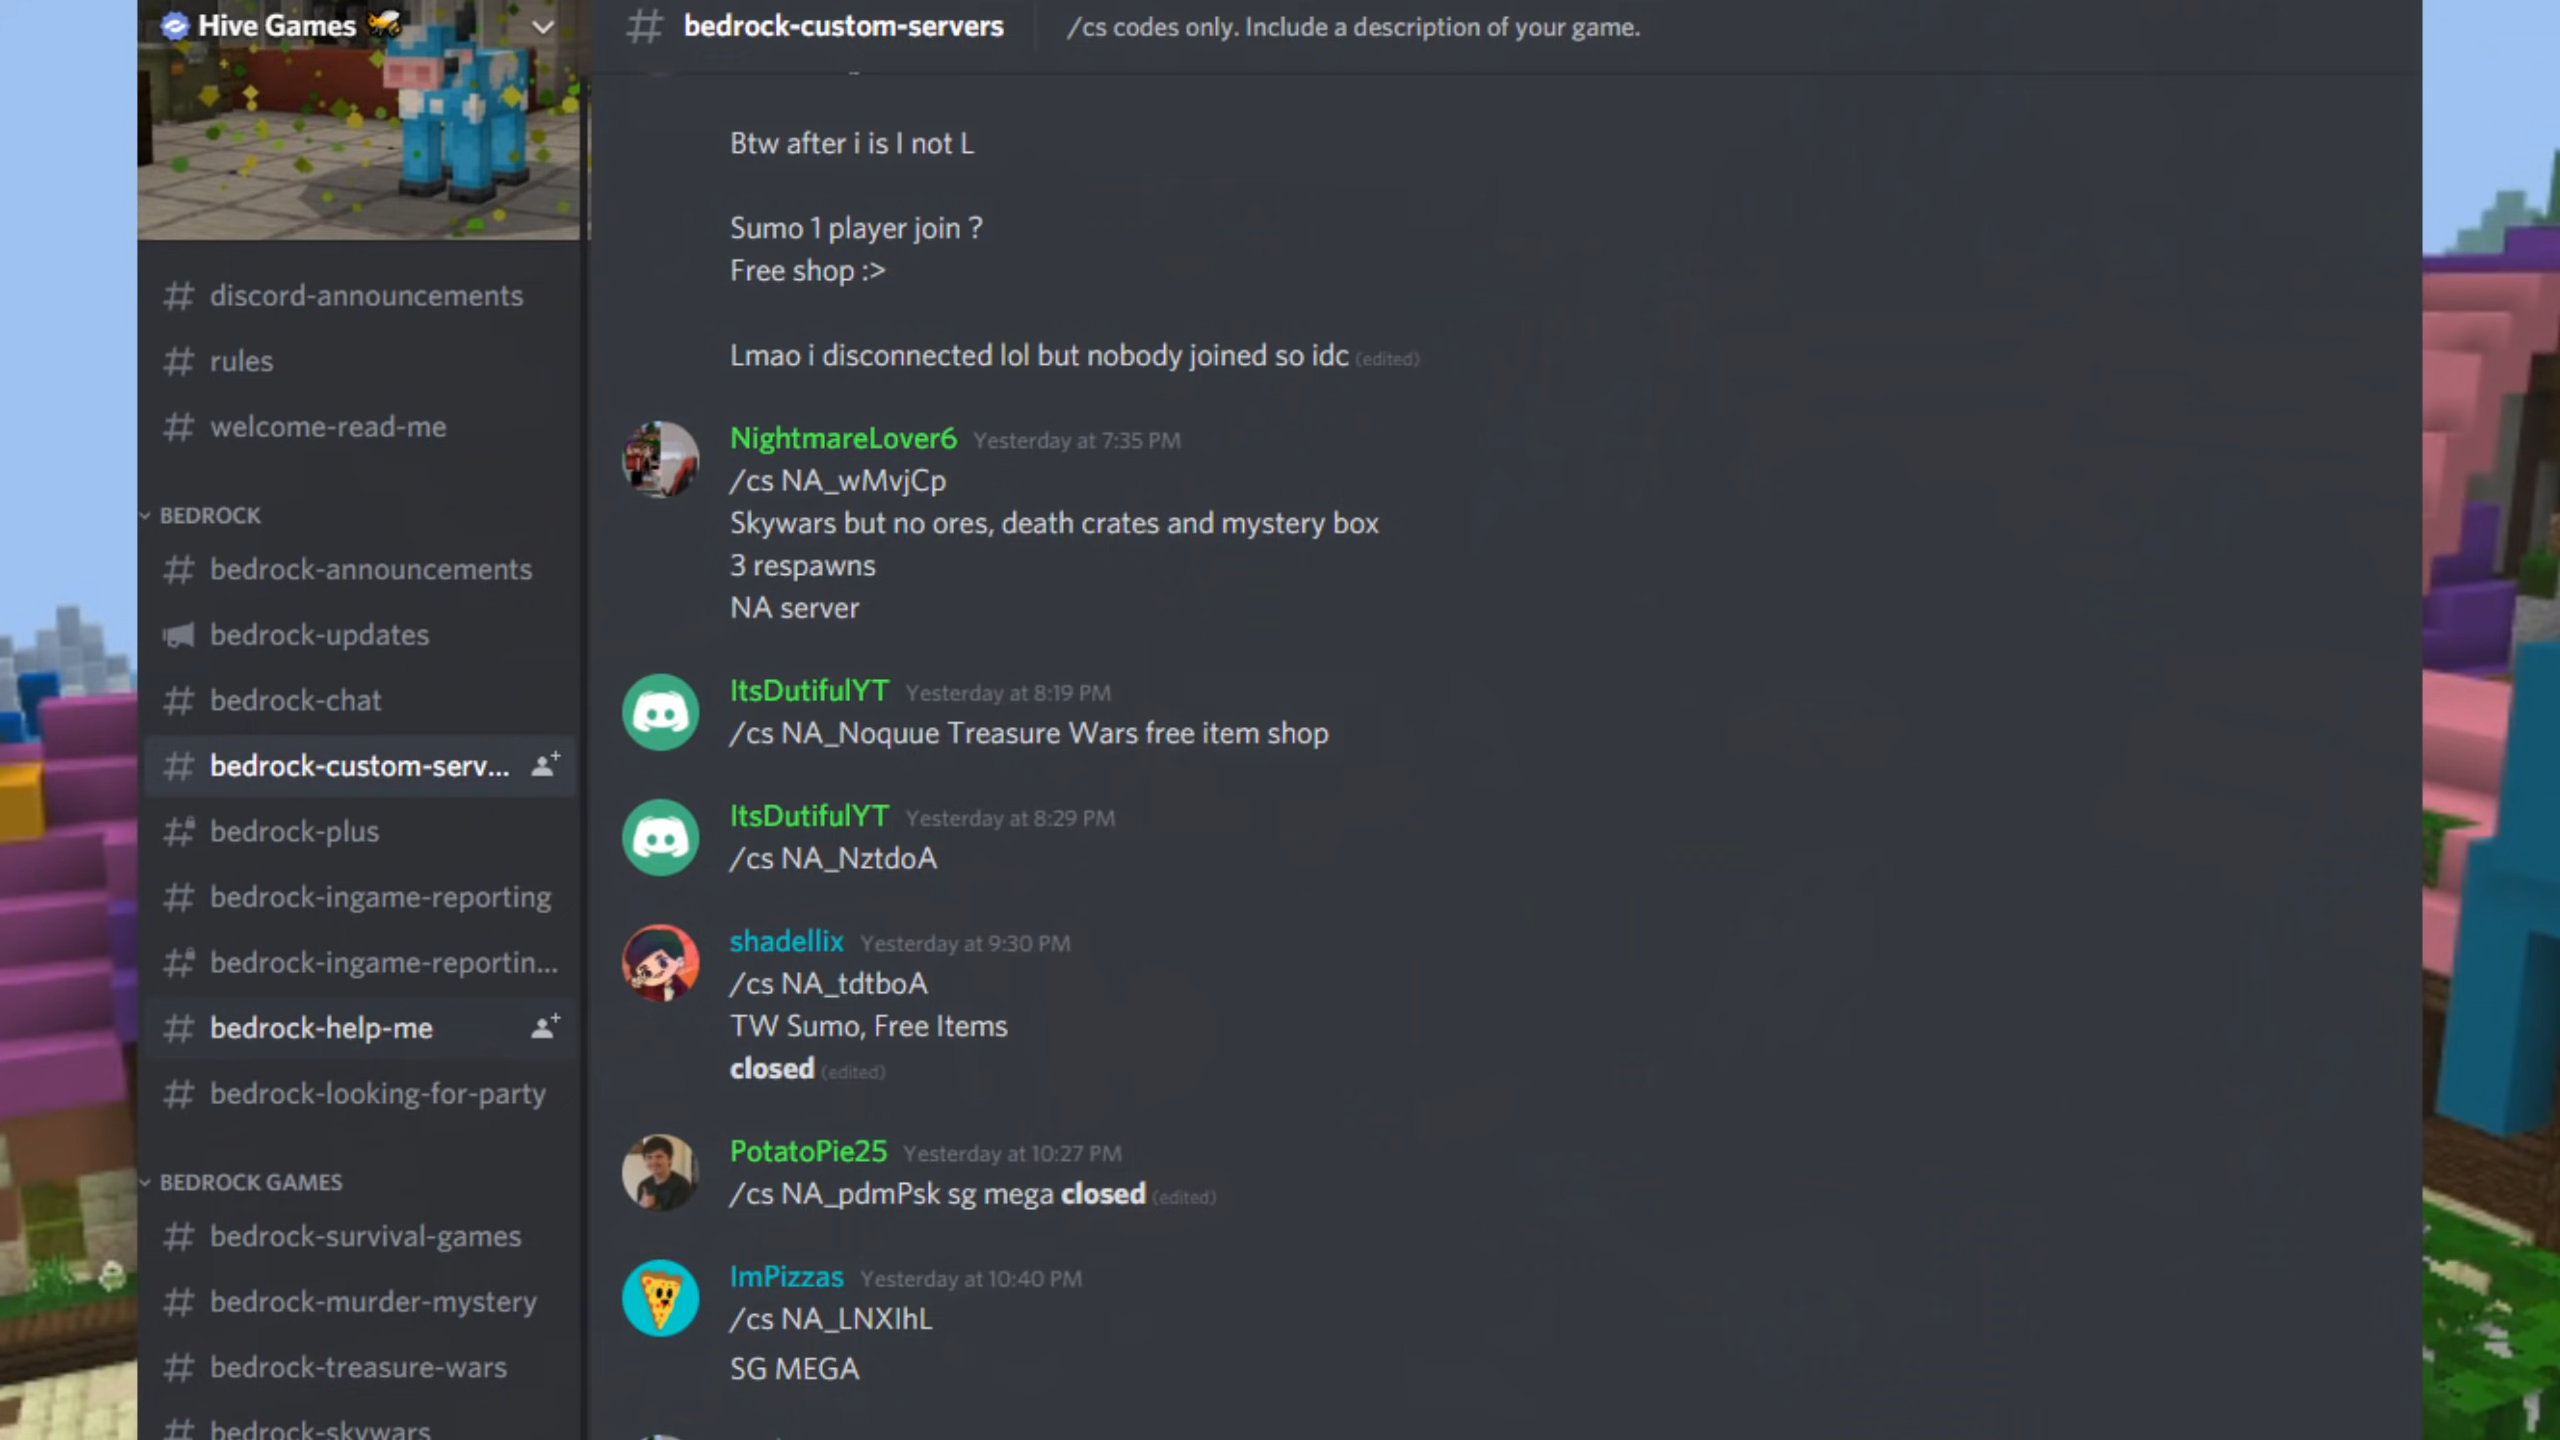 Hive Games
discord-announcements
rules
welcome-read-me
BEDROCK
bedrock-announcements
bedrock-updates
bedrock-chat
bedrock-custom-serv...
bedrock-plus
bedrock-ingame-reporting
bedrock-ingame-reportin...
bedrock-help-me
bedrock-looking-for-party
BEDROCK GAMES
bedrock-survival-games
bedrock-murder-mystery
bedrock-treasure-wars
bedrock-skywars
bedrock-custom-servers
/cs codes only. Include a description of your game.
Btw after i is I not L
Sumo 1 player join ?
Free shop :>
Lmao i disconnected lol but nobody joined so idc (edited)
NightmareLover6 Yesterday at 7:35 PM
/cs NA_wMvjCp
Skywars but no ores, death crates and mystery box
3 respawns
NA server
ItsDutifulYT Yesterday at 8:19 PM
/cs NA_Noquue Treasure Wars free item shop
ItsDutifulYT Yesterday at 8:29 PM
/cs NA_NztdoA
shadellix Yesterday at 9:30 PM
/cs NA_tdtboA
TW Sumo, Free Items
closed (edited)
PotatoPie25 Yesterday at 10:27 PM
/cs NA_pdmPsk sg mega closed (edited)
ImPizzas Yesterday at 10:40 PM
/cs NA_LNXIhL
SG MEGA